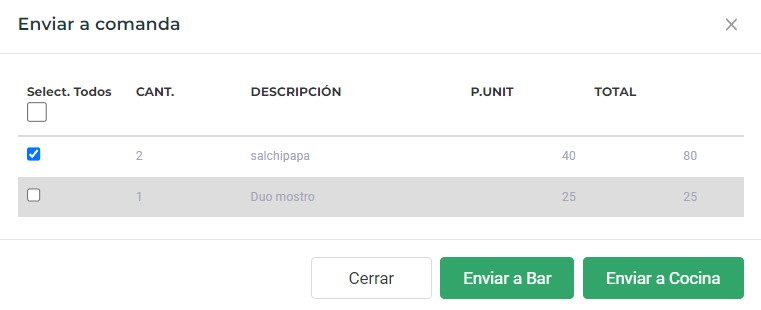 Enviar a comanda
Select. Todos CANT. DESCRIPCIÓN P.UNIT TOTAL
2 salchipapa 40 80
1 Duo mostro 25 25
Cerrar Enviar a Bar Enviar a Cocina